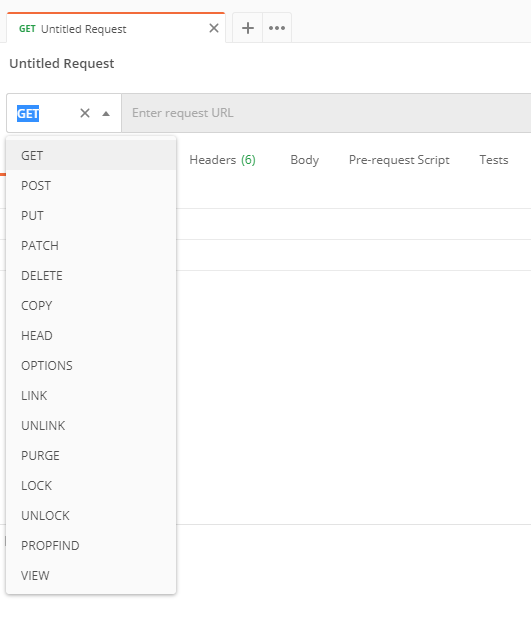 GET Untitled Request
Untitled Request
GET Enter request URL
Headers (6) Body Pre-request Script Tests
GET
POST
PUT
PATCH
DELETE
COPY
HEAD
OPTIONS
LINK
UNLINK
PURGE
LOCK
UNLOCK
PROPFIND
VIEW